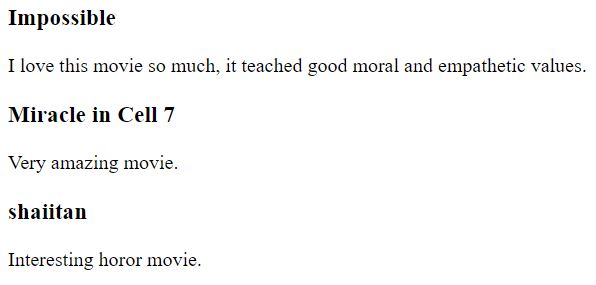 Impossible
I love this movie so much, it teached good moral and empathetic values.
Miracle in Cell 7
Very amazing movie.
shaiitan
Interesting horor movie.